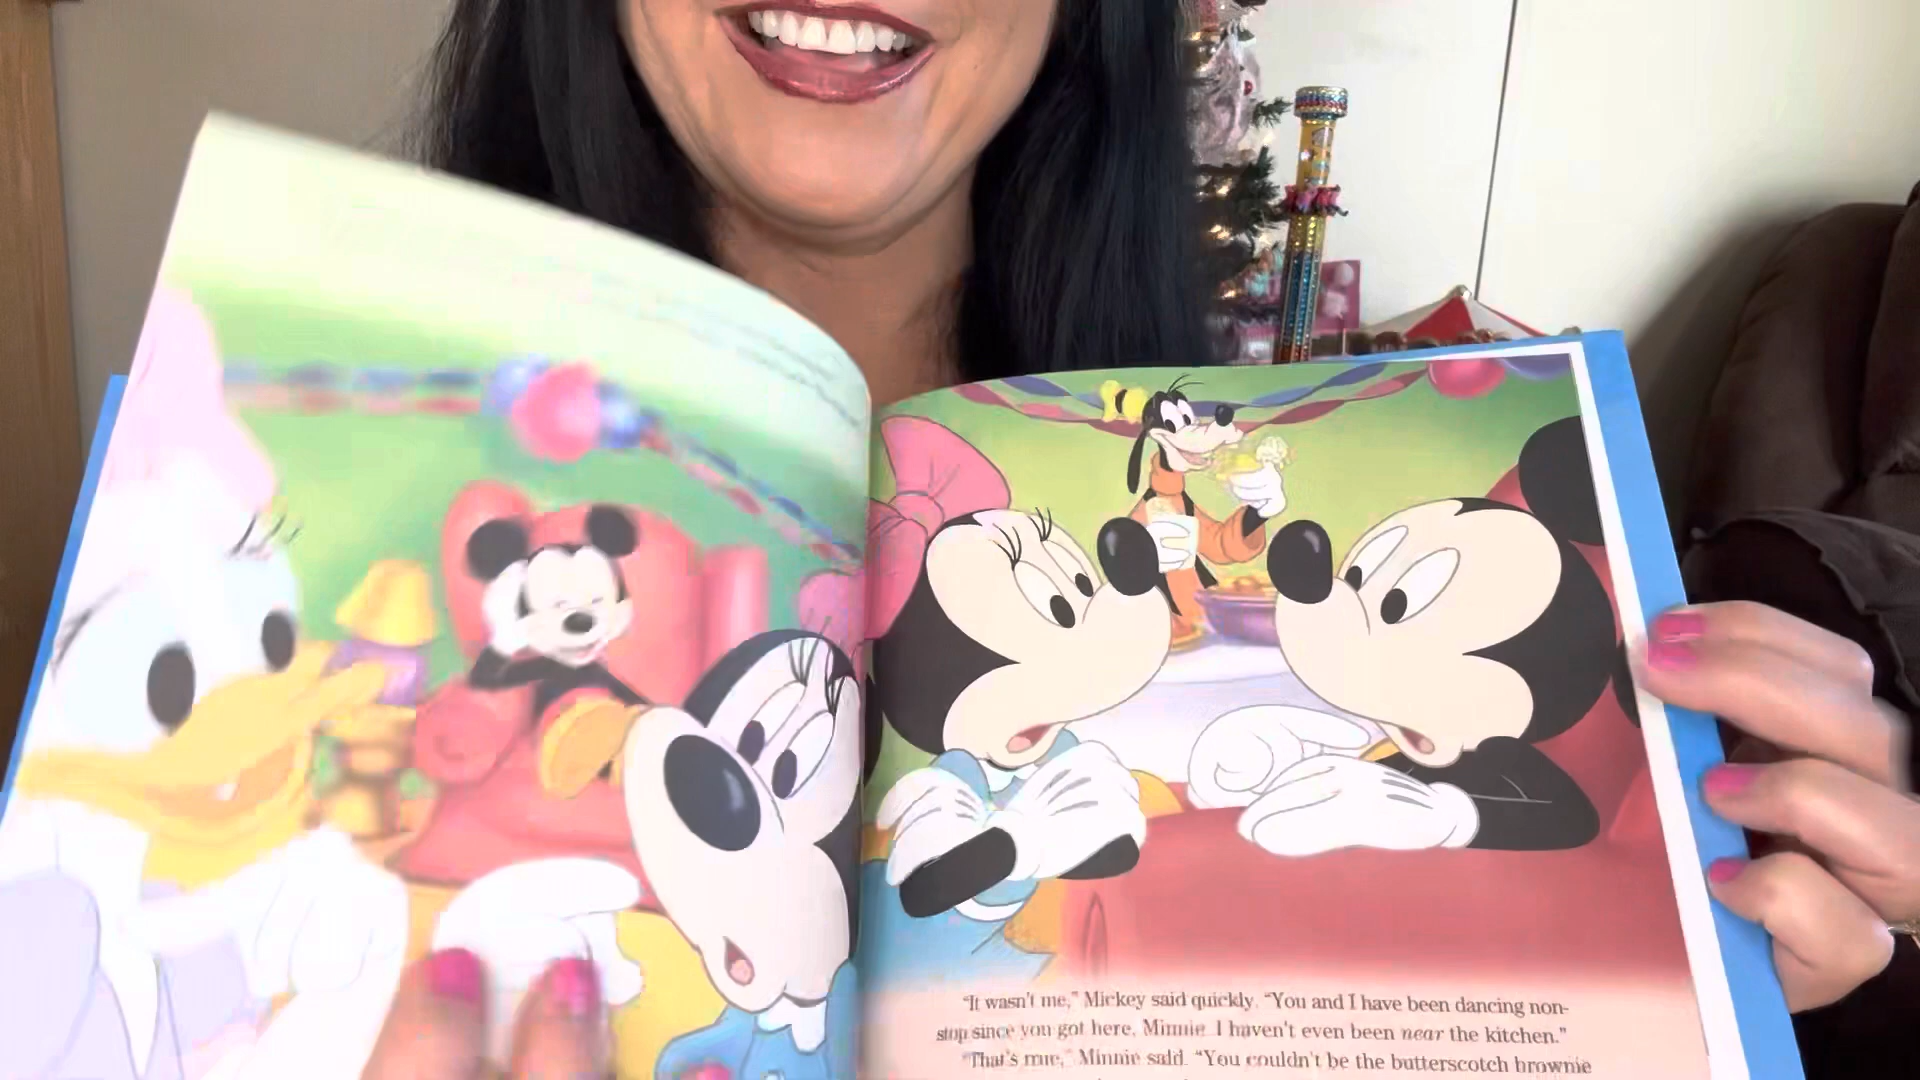 "It wasn't me," Mickey said quickly. "You and I have been dancing non-
stop since you got here, Minnie. I haven't even been near the kitchen."
"That's true," Minnie said. "You couldn't be the butterscotch brownie